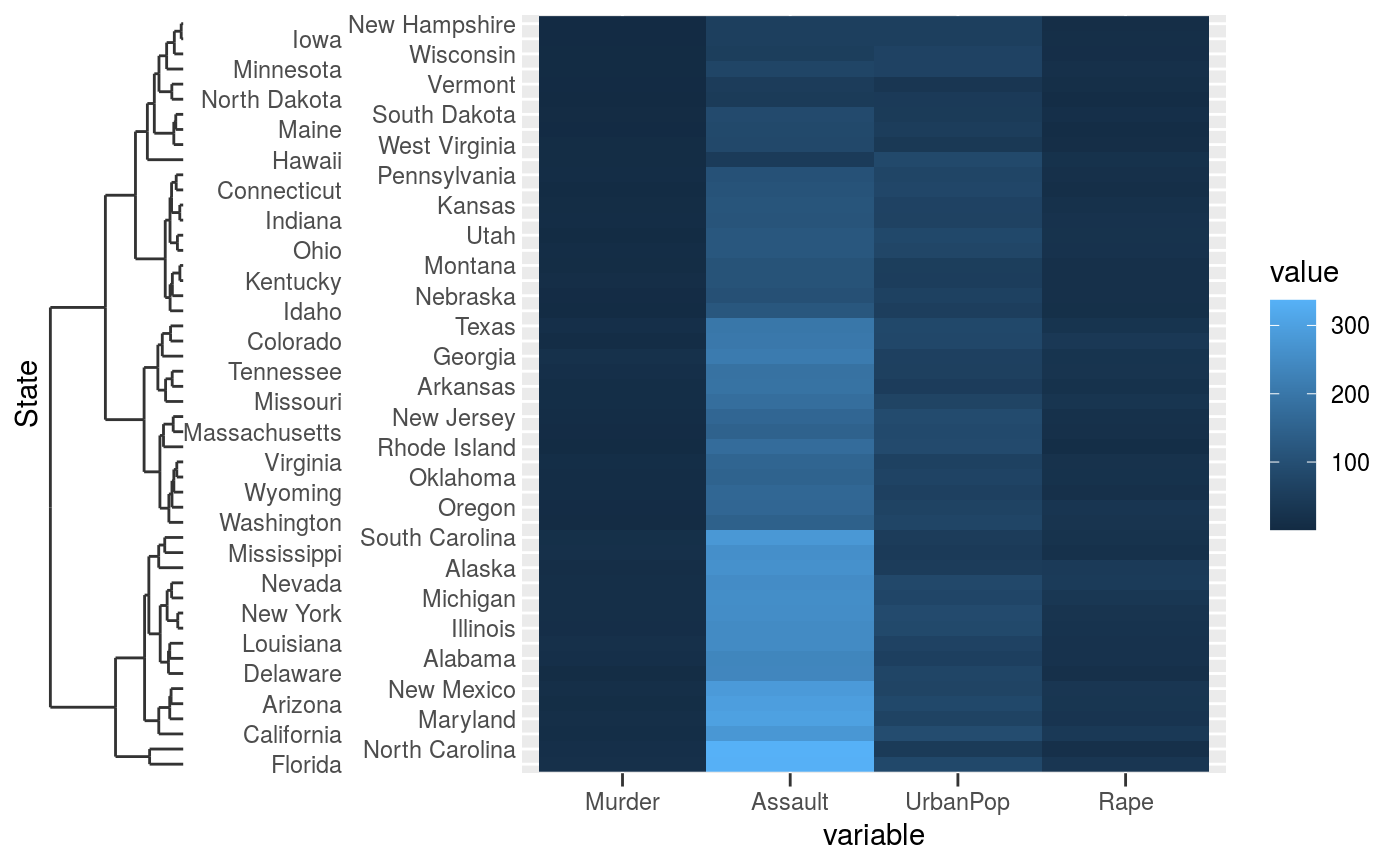 New Hampshire
Iowa
Wisconsin
Minnesota
Vermont
North Dakota
South Dakota
Maine
West Virginia
Hawaii
Pennsylvania
Connecticut
Kansas
Indiana
Utah
Ohio
Montana
Kentucky
Nebraska
Idaho
Texas
Colorado
Georgia
Tennessee
Arkansas
Missouri
New Jersey
Massachusetts
Rhode Island
Virginia
Oklahoma
Wyoming
Oregon
Washington
South Carolina
Mississippi
Alaska
Nevada
Michigan
New York
Illinois
Louisiana
Alabama
Delaware
New Mexico
Arizona
Maryland
California
North Carolina
Florida
State
Murder Assault UrbanPop Rape
variable
value
300
200
100